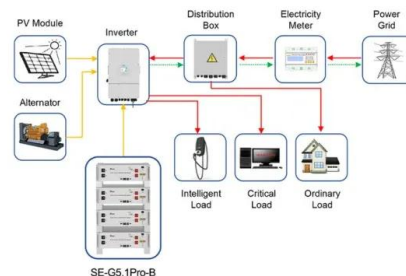 PV Module
Inverter
Distribution
Box
Electricity
Meter
Power
Grid
Alternator
Intelligent
Load
Critical
Load
Ordinary
Load
SE-G5.1Pro-B